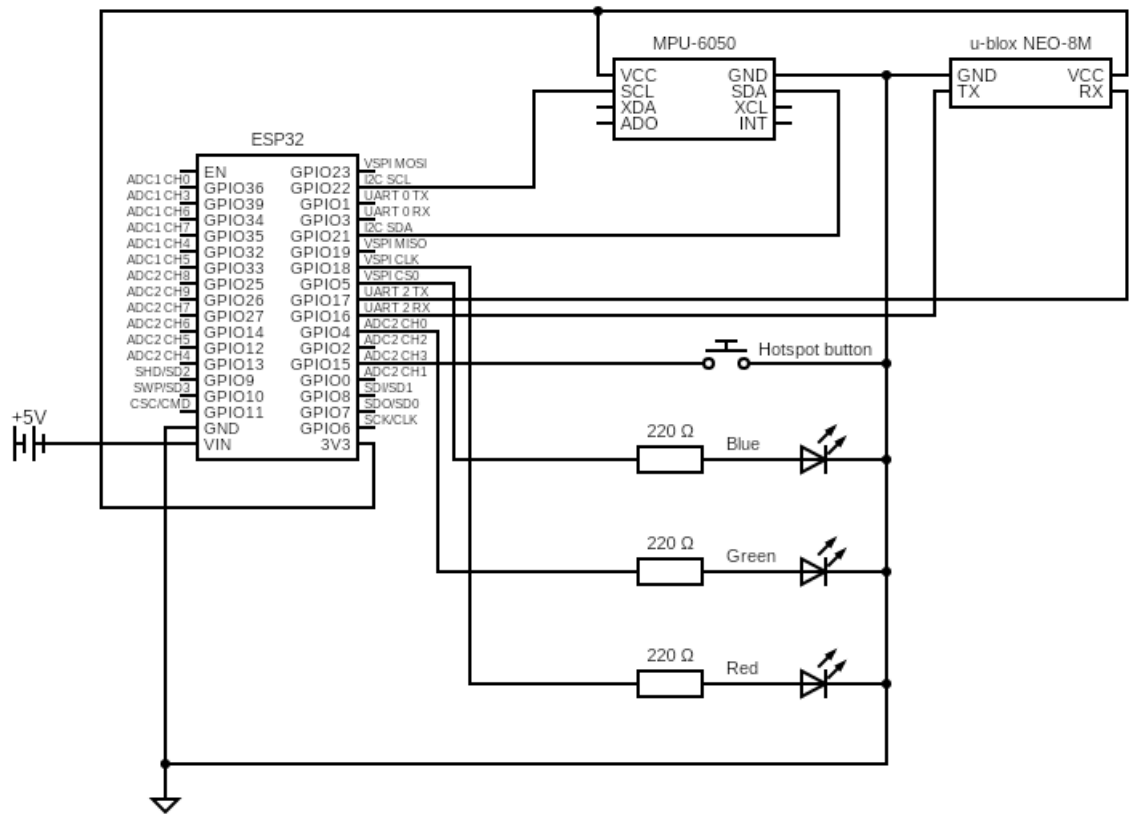 MPU-6050
u-blox NEO-8M
VCC GND
SCL SDA
XDA XCL
ADO INT
GND VCC
TX RX
ESP32
VSPI MOSI
EN GPIO23
ADC1 CH0 I2C SCL
GPIO36 GPIO22
ADC1 CH3 UART 0 TX
GPIO39 GPIO1
ADC1 CH6 UART 0 RX
GPIO34 GPIO3
ADC1 CH7 I2C SDA
GPIO35 GPIO21
ADC1 CH4 VSPI MISO
GPIO32 GPIO19
ADC1 CH5 VSPI CLK
GPIO33 GPIO18
ADC2 CH8 VSPI CS0
GPIO25 GPIO5
ADC2 CH9 UART 2 TX
GPIO26 GPIO17
ADC2 CH7 UART 2 RX
GPIO27 GPIO16
ADC2 CH6 ADC2 CH0
GPIO14 GPIO4
ADC2 CH5 ADC2 CH2
GPIO12 GPIO2
ADC2 CH4 ADC2 CH3
GPIO13 GPIO15
SHD/SD2 ADC2 CH1
GPIO9 GPIO0
SWP/SD3 SDI/SD1
GPIO10 GPIO8
CSC/CMD SDO/SD0
GPIO11 GPIO7
SCK/CLK
GND GPIO6
VIN 3V3
+5V
Hotspot button
220 Ω
Blue
220 Ω
Green
220 Ω
Red